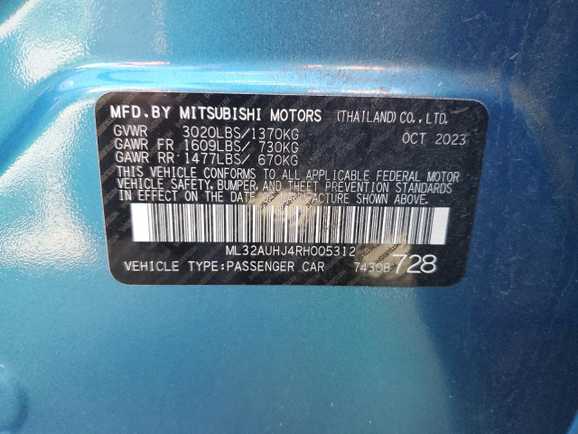 MFD.BY MITSUBISHI MOTORS (THAILAND) CO.,LTD.
GVWR 3020LBS/1370KG OCT 2023
GAWR FR 1609LBS/ 730KG
GAWR RR 1477LBS/ 670KG
THIS VEHICLE CONFORMS TO ALL APPLICABLE FEDERAL MOTOR
VEHICLE SAFETY, BUMPER, AND THEFT PREVENTION STANDARDS
IN EFFECT ON THE DATE OF MANUFACTURE SHOWN ABOVE.
ML32AUHJ4RH005312
VEHICLE TYPE:PASSENGER CAR 7430B 728